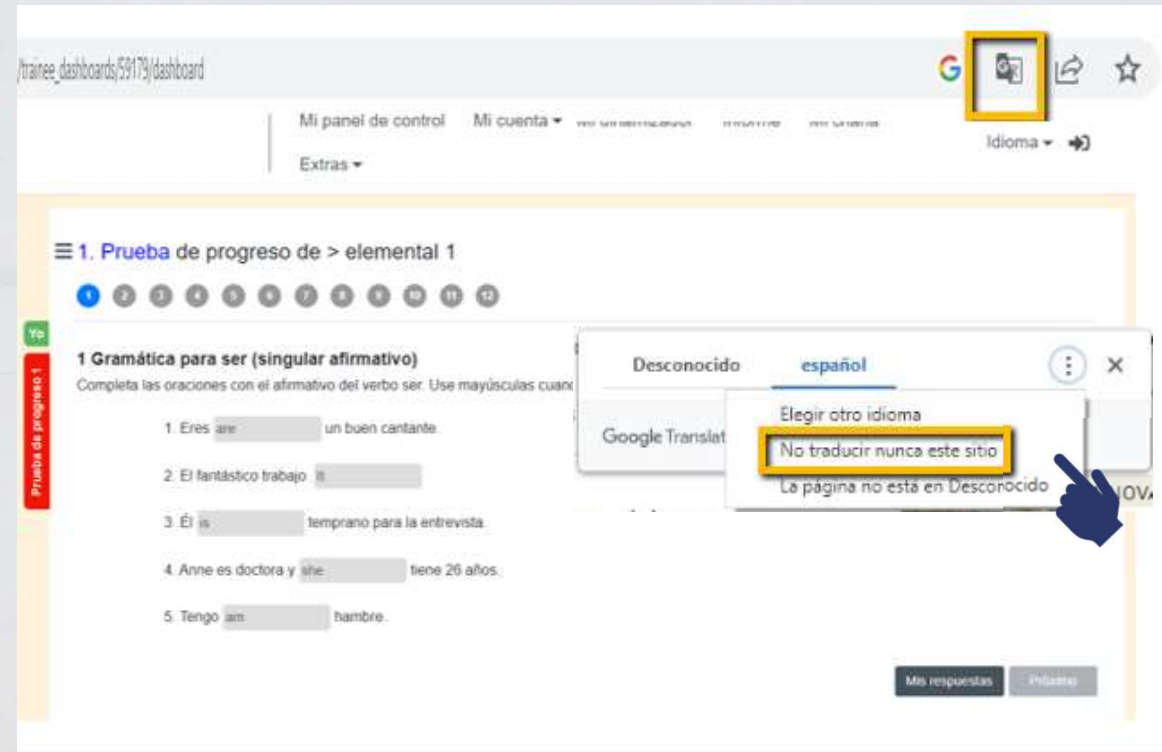 /trainee_dashboards/59179/dashboard
Mi panel de control Mi cuenta
Extras
Idioma
1. Prueba de progreso de > elemental 1
1 2 3 4 5 6 7 8 9 10 11 12
Yo
Prueba de progreso 1
1 Gramática para ser (singular afirmativo)
Completa las oraciones con el afirmativo del verbo ser. Use mayúsculas
1. Eres are un buen cantante.
2. El fantástico trabajo
3. Él is temprano para la entrevista.
4. Anne es doctora y she tiene 26 años.
5. Tengo am hambre.
Desconocido español
Elegir otro idioma
Google Translat
No traducir nunca este sitio
La página no está en Desconocido
Mis respuestas Próximo